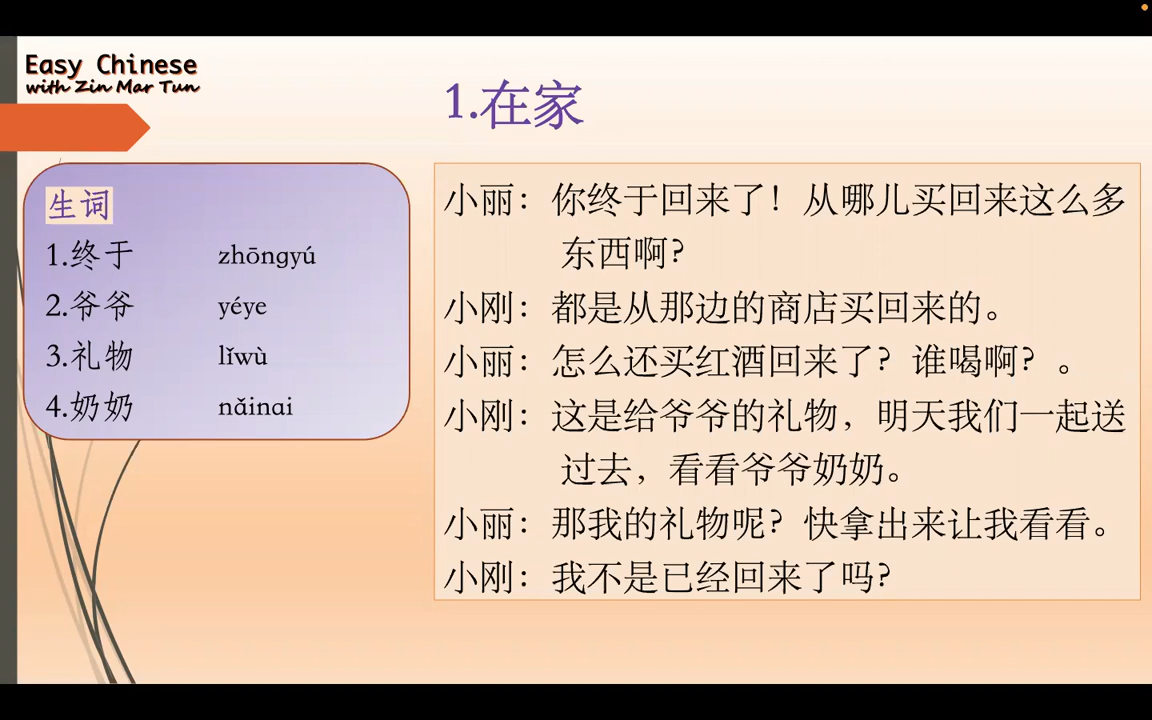 Easy Chinese
with Zin Mar Tun
1.在家
生词
1.终于 zhōngyú
2.爷爷 yéye
3.礼物 lǐwù
4.奶奶 nǎinai
小丽：你终于回来了！从哪儿买回来这么多
东西啊？
小刚：都是从那边的商店买回来的。
小丽：怎么还买红酒回来了？谁喝啊？。
小刚：这是给爷爷的礼物，明天我们一起送
过去，看看爷爷奶奶。
小丽：那我的礼物呢？快拿出来让我看看。
小刚：我不是已经回来了吗？